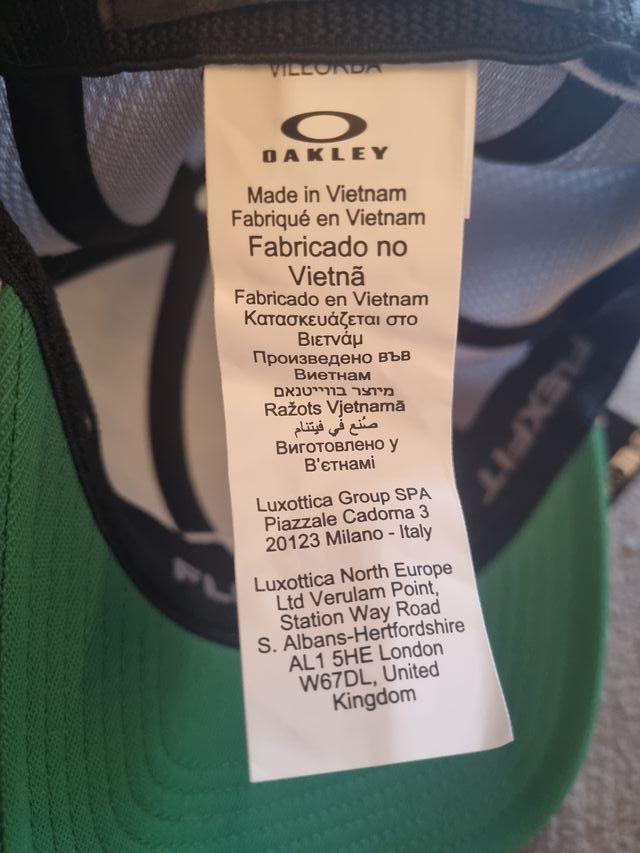 VILLORBA
OAKLEY
Made in Vietnam
Fabriqué en Vietnam
Fabricado no
Vietnã
Fabricado en Vietnam
Κατασκευάζεται στο
Βιετνάμ
Произведено във
Виетнам
מיוצר בווייטנאם
Ražots Vjetnamā
صُنع في فيتنام
Виготовлено у
В'єтнамі
Luxottica Group SPA
Piazzale Cadorna 3
20123 Milano - Italy
Luxottica North Europe
Ltd Verulam Point,
Station Way Road
S. Albans-Hertfordshire
AL1 5HE London
W67DL, United
Kingdom
FLEXFIT